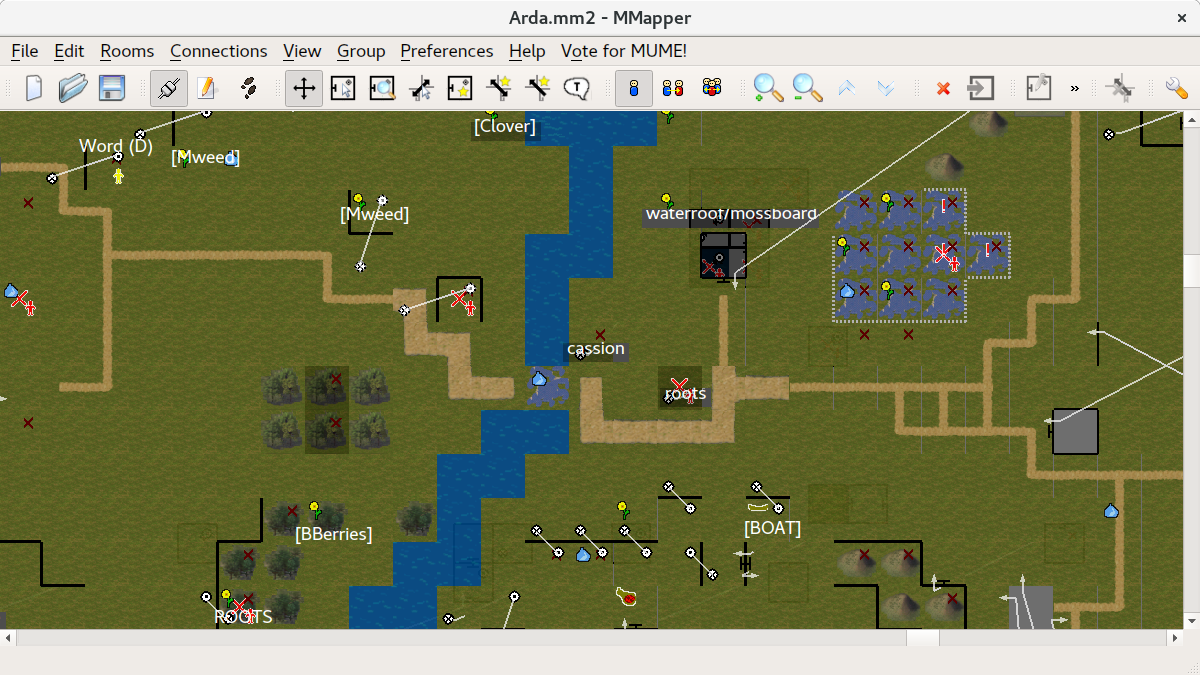 Arda.mm2 - MMapper
File Edit Rooms Connections View Group Preferences Help Vote for MUME!
[Clover]
Word (D)
[Mweed]
[Mweed]
waterroot/mossboard
cassion
roots
[BBerries]
[BOAT]
ROOTS